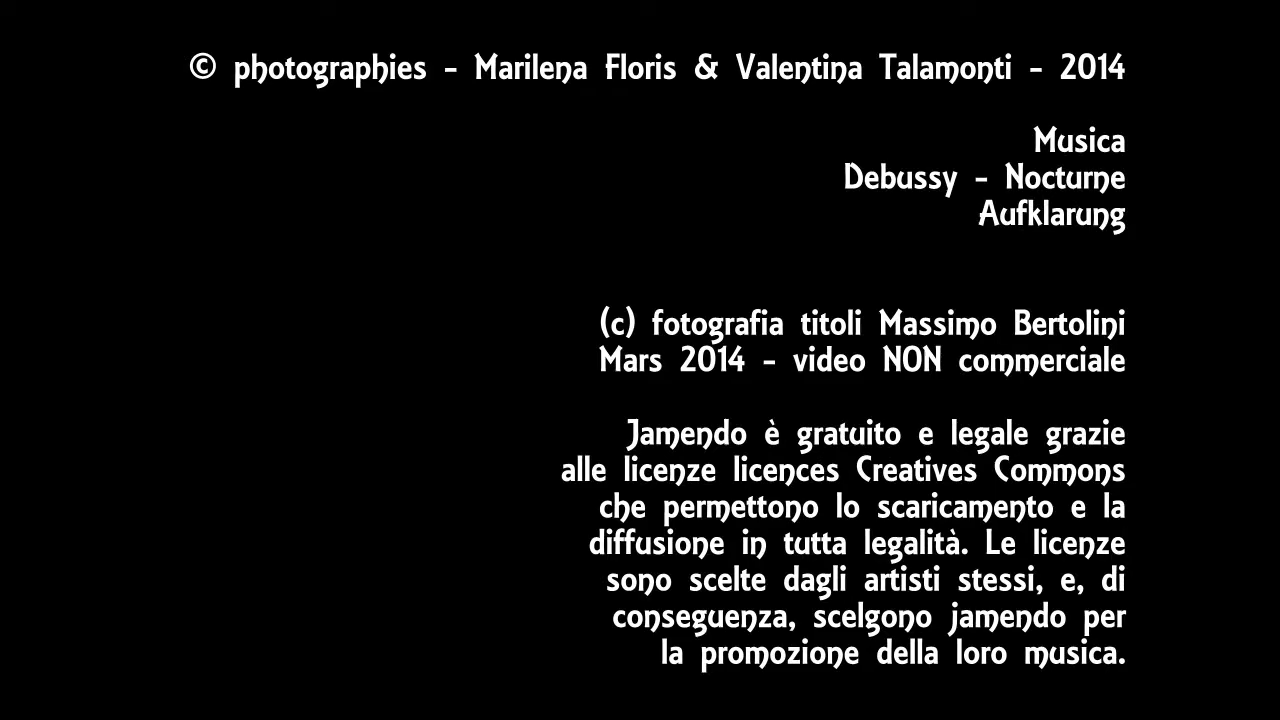 © photographies - Marilena Floris & Valentina Talamonti - 2014
Musica
Debussy - Nocturne
Aufklarung
(c) fotografia titoli Massimo Bertolini
Mars 2014 - video NON commerciale
Jamendo è gratuito e legale grazie
alle licenze licences Creatives Commons
che permettono lo scaricamento e la
diffusione in tutta legalità. Le licenze
sono scelte dagli artisti stessi, e, di
conseguenza, scelgono jamendo per
la promozione della loro musica.